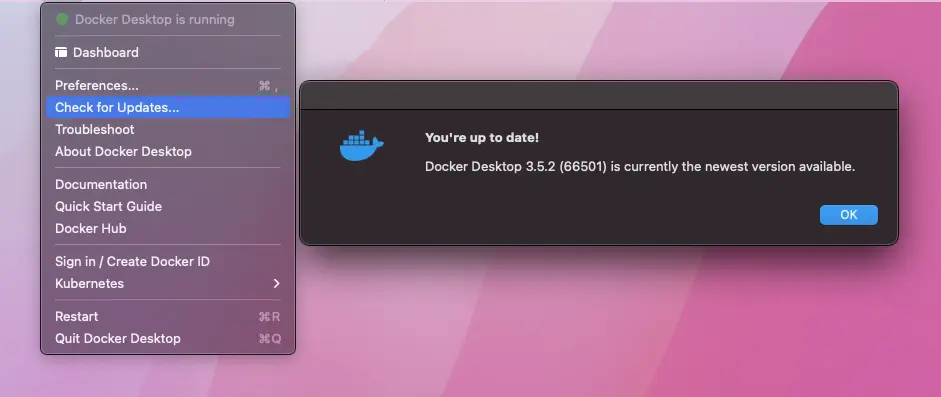 Docker Desktop is running
Dashboard
Preferences... ⌘ ,
Check for Updates...
Troubleshoot
About Docker Desktop
Documentation
Quick Start Guide
Docker Hub
Sign in / Create Docker ID
Kubernetes
Restart ⌘R
Quit Docker Desktop ⌘Q
You're up to date!
Docker Desktop 3.5.2 (66501) is currently the newest version available.
OK